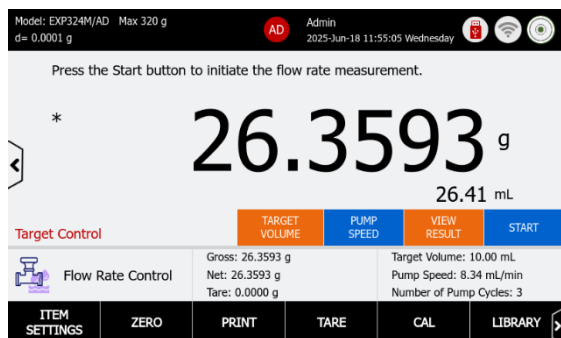 Model: EXP324M/AD Max 320 g
d= 0.0001 g
AD
Admin
2025-Jun-18 11:55:05 Wednesday
Press the Start button to initiate the flow rate measurement.
*
26.3593 g
26.41 mL
Target Control
TARGET VOLUME
PUMP SPEED
VIEW RESULT
START
Flow Rate Control
Gross: 26.3593 g
Net: 26.3593 g
Tare: 0.0000 g
Target Volume: 10.00 mL
Pump Speed: 8.34 mL/min
Number of Pump Cycles: 3
ITEM SETTINGS
ZERO
PRINT
TARE
CAL
LIBRARY